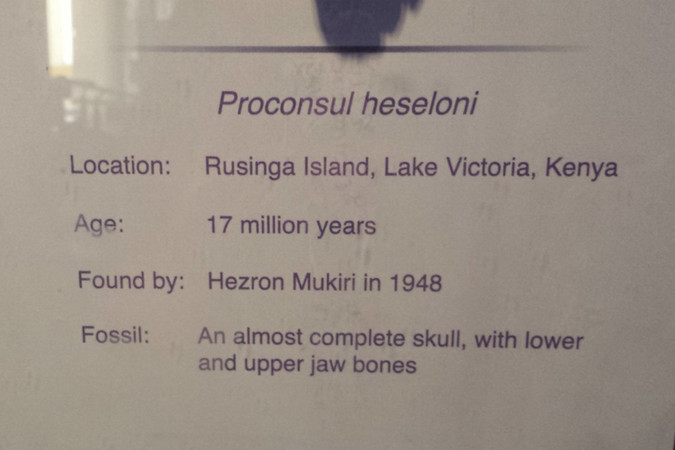 Proconsul heseloni
Location: Rusinga Island, Lake Victoria, Kenya
Age: 17 million years
Found by: Hezron Mukiri in 1948
Fossil: An almost complete skull, with lower
and upper jaw bones